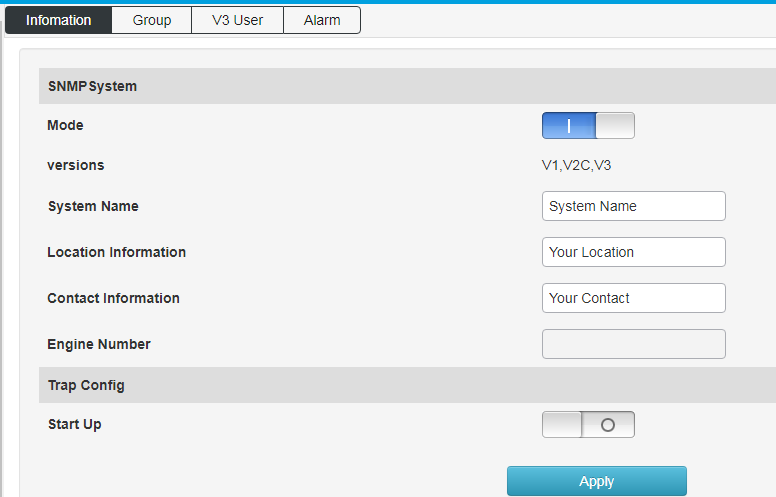 Infomation Group V3 User Alarm
SNMPSystem
Mode
versions V1,V2C,V3
System Name System Name
Location Information Your Location
Contact Information Your Contact
Engine Number
Trap Config
Start Up
Apply